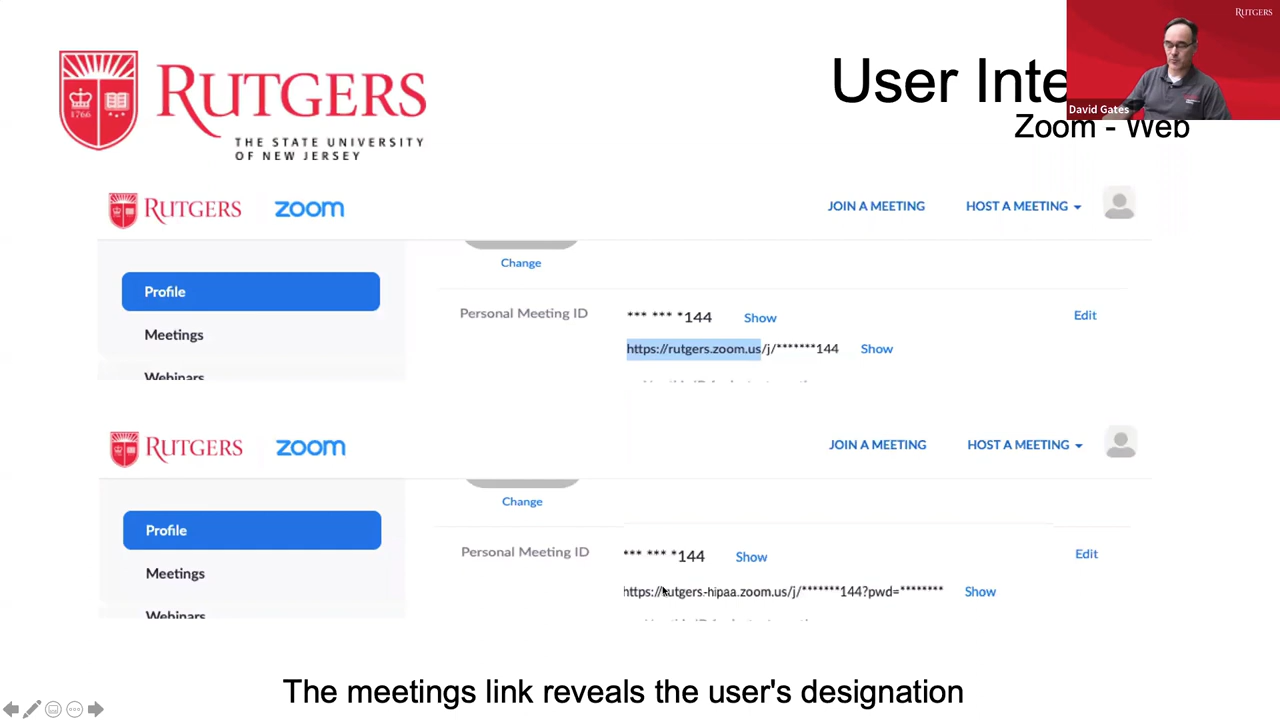 RUTGERS
THE STATE UNIVERSITY
OF NEW JERSEY
1766
User Inte
Zoom - Web
RUTGERS
David Gates
RUTGERS zoom JOIN A MEETING HOST A MEETING
Change
Profile
Personal Meeting ID *** *** *144 Show Edit
Meetings
https://rutgers.zoom.us/j/*******144 Show
Webinars
RUTGERS zoom JOIN A MEETING HOST A MEETING
Change
Profile
Personal Meeting ID *** *** *144 Show Edit
Meetings
https://rutgers-hipaa.zoom.us/j/*******144?pwd=******** Show
Webinars
The meetings link reveals the user's designation